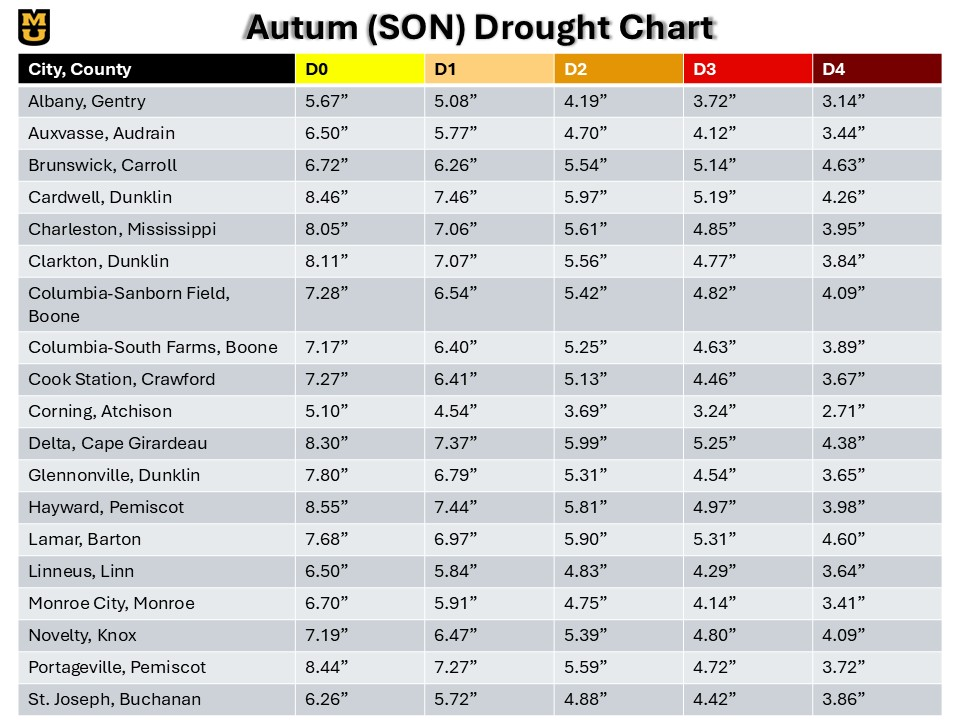 MU
Autum (SON) Drought Chart
City, County D0 D1 D2 D3 D4
Albany, Gentry 5.67” 5.08” 4.19” 3.72” 3.14”
Auxvasse, Audrain 6.50” 5.77” 4.70” 4.12” 3.44”
Brunswick, Carroll 6.72” 6.26” 5.54” 5.14” 4.63”
Cardwell, Dunklin 8.46” 7.46” 5.97” 5.19” 4.26”
Charleston, Mississippi 8.05” 7.06” 5.61” 4.85” 3.95”
Clarkton, Dunklin 8.11” 7.07” 5.56” 4.77” 3.84”
Columbia-Sanborn Field, 7.28” 6.54” 5.42” 4.82” 4.09”
Boone
Columbia-South Farms, Boone 7.17” 6.40” 5.25” 4.63” 3.89”
Cook Station, Crawford 7.27” 6.41” 5.13” 4.46” 3.67”
Corning, Atchison 5.10” 4.54” 3.69” 3.24” 2.71”
Delta, Cape Girardeau 8.30” 7.37” 5.99” 5.25” 4.38”
Glennonville, Dunklin 7.80” 6.79” 5.31” 4.54” 3.65”
Hayward, Pemiscot 8.55” 7.44” 5.81” 4.97” 3.98”
Lamar, Barton 7.68” 6.97” 5.90” 5.31” 4.60”
Linneus, Linn 6.50” 5.84” 4.83” 4.29” 3.64”
Monroe City, Monroe 6.70” 5.91” 4.75” 4.14” 3.41”
Novelty, Knox 7.19” 6.47” 5.39” 4.80” 4.09”
Portageville, Pemiscot 8.44” 7.27” 5.59” 4.72” 3.72”
St. Joseph, Buchanan 6.26” 5.72” 4.88” 4.42” 3.86”